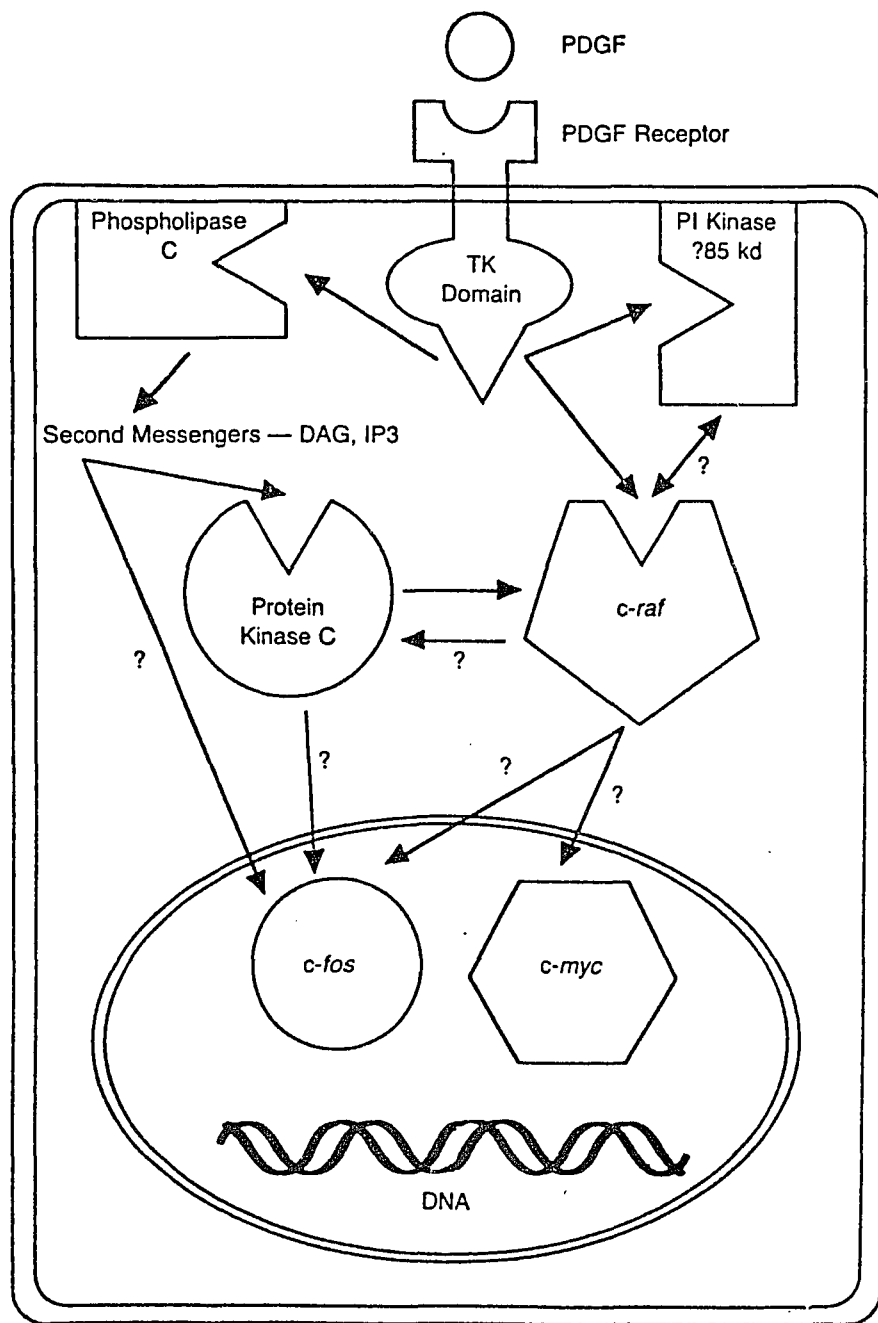 PDGF
PDGF Receptor
Phospholipase
C
TK
Domain
PI Kinase
?85 kd
Second Messengers — DAG, IP3
?
Protein
Kinase C
c-raf
?
?
?
?
?
c-fos
c-myc
DNA